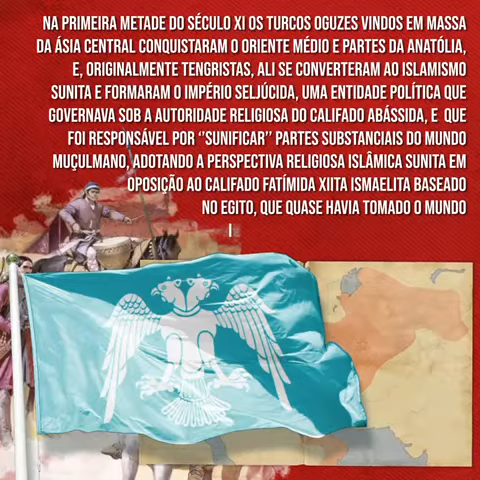 NA PRIMEIRA METADE DO SÉCULO XI OS TURCOS OGUZES VINDOS EM MASSA
DA ÁSIA CENTRAL CONQUISTARAM O ORIENTE MÉDIO E PARTES DA ANATÓLIA,
E, ORIGINALMENTE TENGRISTAS, ALI SE CONVERTERAM AO ISLAMISMO
SUNITA E FORMARAM O IMPÉRIO SELJÚCIDA, UMA ENTIDADE POLÍTICA QUE
GOVERNAVA SOB A AUTORIDADE RELIGIOSA DO CALIFADO ABÁSSIDA, E QUE
FOI RESPONSÁVEL POR ‘’SUNIFICAR’’ PARTES SUBSTANCIAIS DO MUNDO
MUÇULMANO, ADOTANDO A PERSPECTIVA RELIGIOSA ISLÂMICA SUNITA EM
OPOSIÇÃO AO CALIFADO FATÍMIDA XIITA ISMAELITA BASEADO
NO EGITO, QUE QUASE HAVIA TOMADO O MUNDO
I